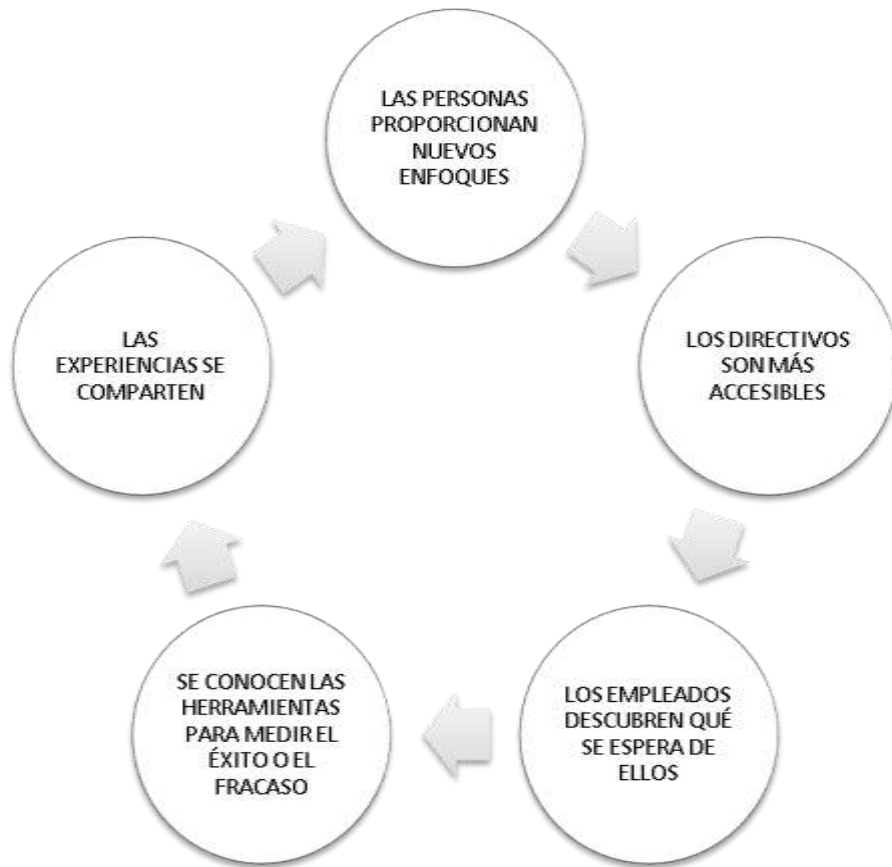 LAS PERSONAS
PROPORCIONAN
NUEVOS
ENFOQUES
LOS DIRECTIVOS
SON MÁS
ACCESIBLES
LOS EMPLEADOS
DESCUBREN QUÉ
SE ESPERA DE
ELLOS
SE CONOCEN LAS
HERRAMIENTAS
PARA MEDIR EL
ÉXITO O EL
FRACASO
LAS
EXPERIENCIAS SE
COMPARTEN